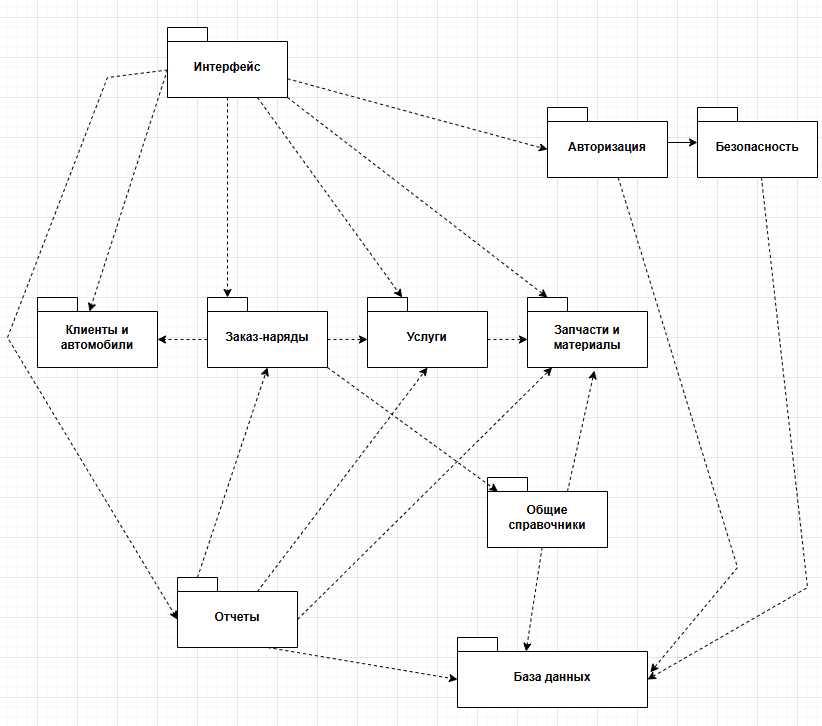 Интерфейс
Авторизация
Безопасность
Клиенты и
автомобили
Заказ-наряды
Услуги
Запчасти и
материалы
Общие
справочники
Отчеты
База данных